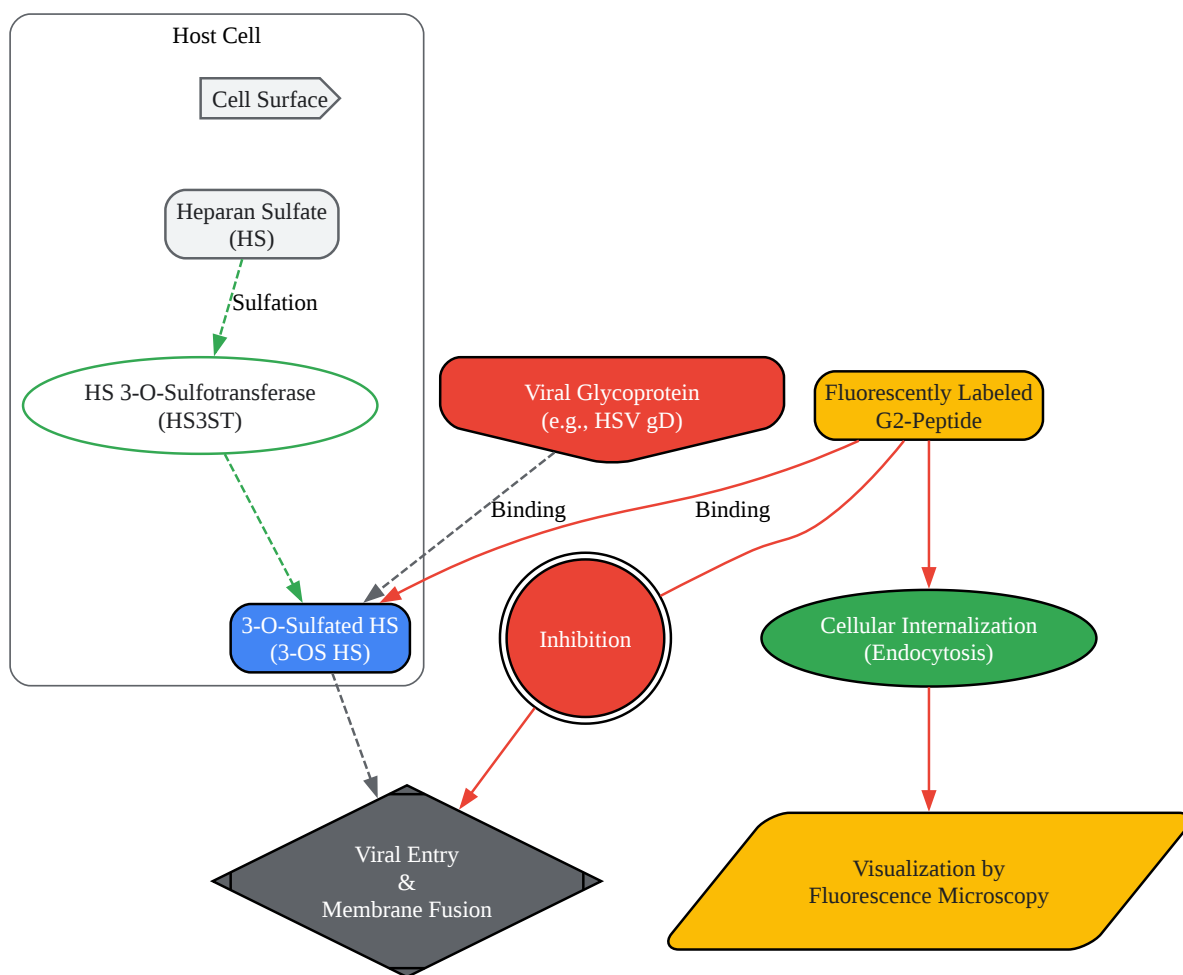 Host Cell
Cell Surface
Heparan Sulfate
(HS)
Sulfation
HS 3-O-Sulfotransferase
(HS3ST)
Viral Glycoprotein
(e.g., HSV gD)
Fluorescently Labeled
G2-Peptide
Binding
Binding
3-O-Sulfated HS
(3-OS HS)
Inhibition
Cellular Internalization
(Endocytosis)
Viral Entry
&
Membrane Fusion
Visualization by
Fluorescence Microscopy